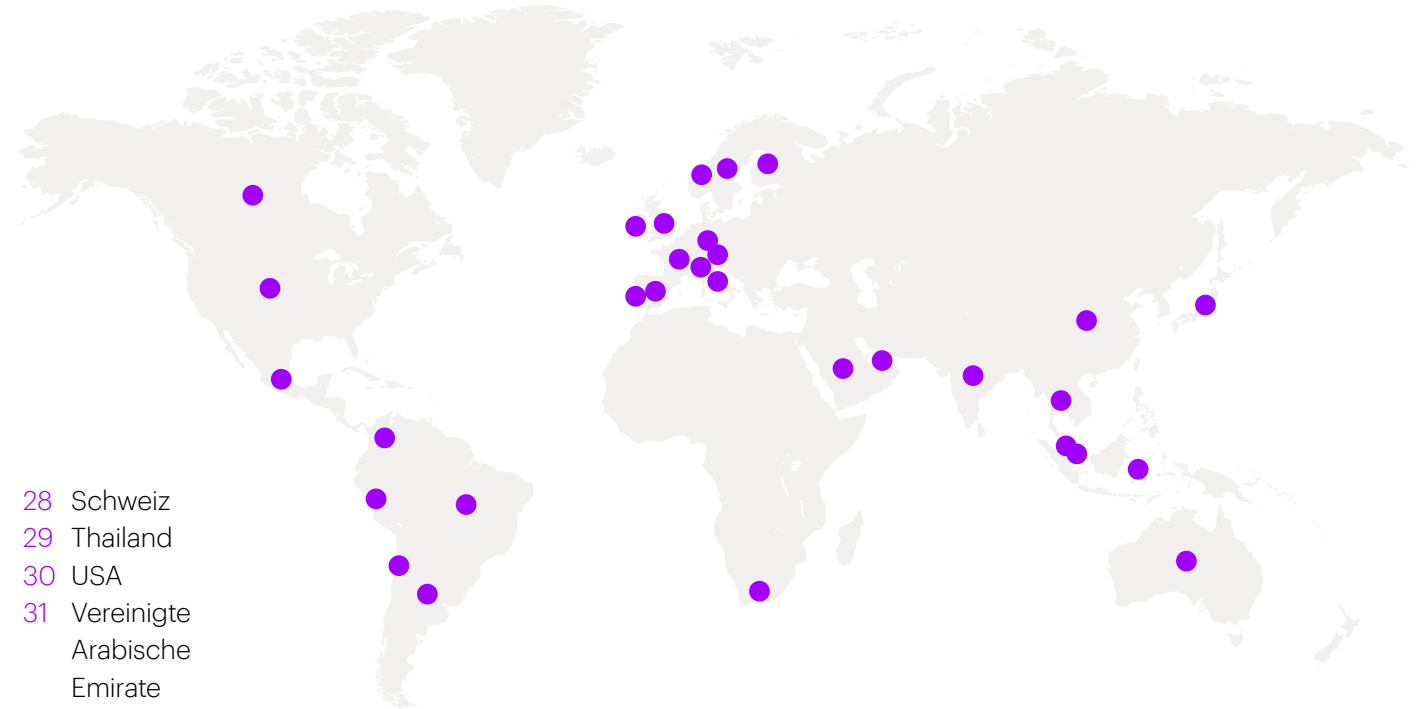 28 Schweiz
29 Thailand
30 USA
31 Vereinigte
Arabische
Emirate